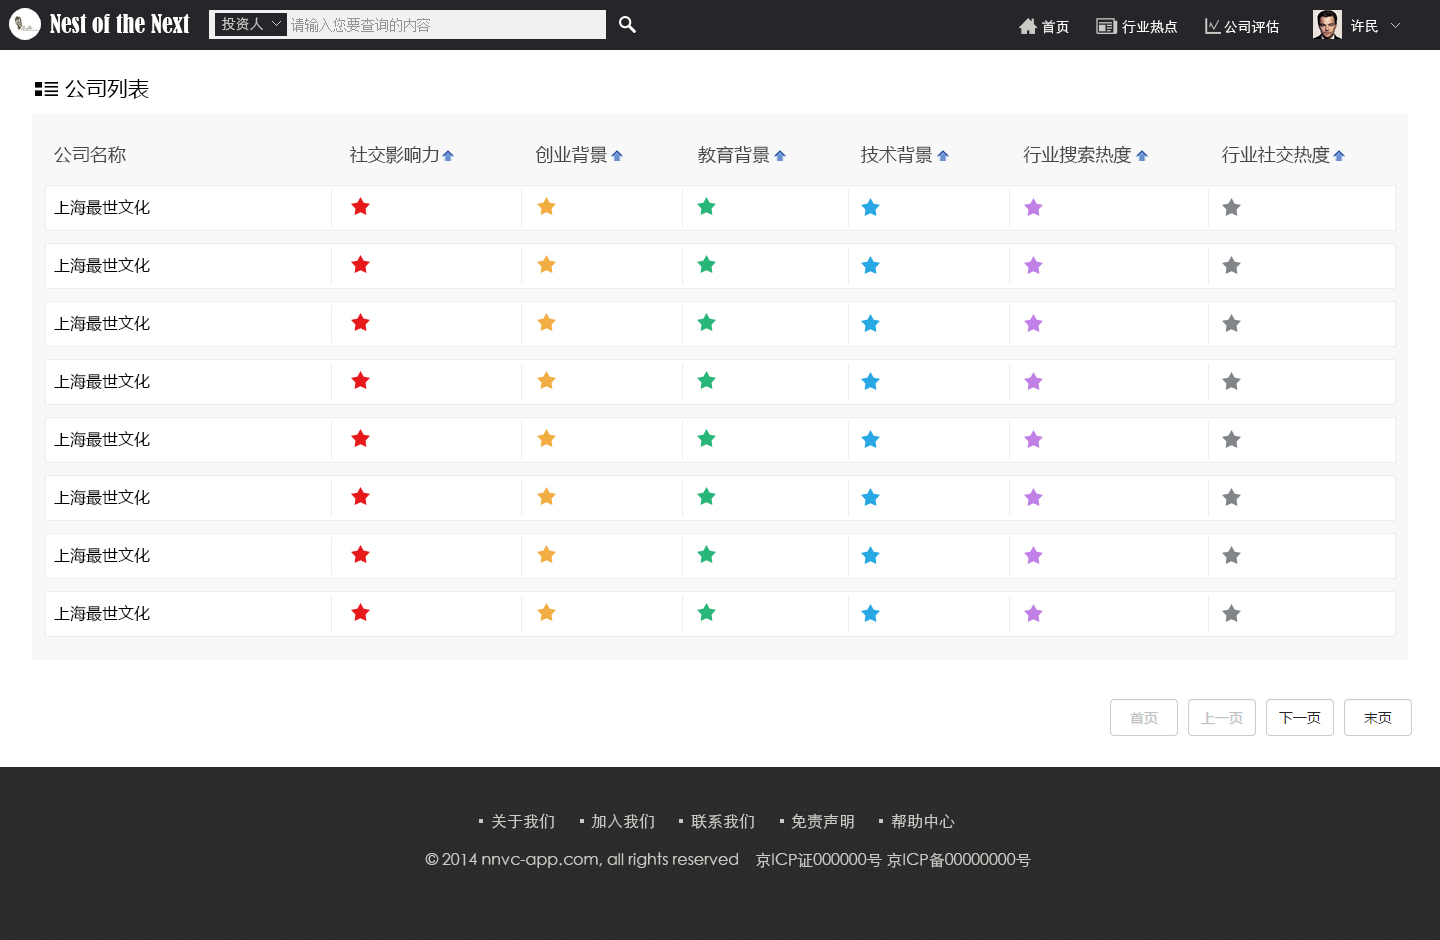 Nest of the Next 投资人 请输入您要查询的内容 首页 行业热点 公司评估 许民
公司列表
公司名称 社交影响力 创业背景 教育背景 技术背景 行业搜索热度 行业社交热度
上海最世文化
上海最世文化
上海最世文化
上海最世文化
上海最世文化
上海最世文化
上海最世文化
上海最世文化
首页 上一页 下一页 末页
关于我们 加入我们 联系我们 免责声明 帮助中心
© 2014 nnvc-app.com, all rights reserved 京ICP证000000号 京ICP备00000000号